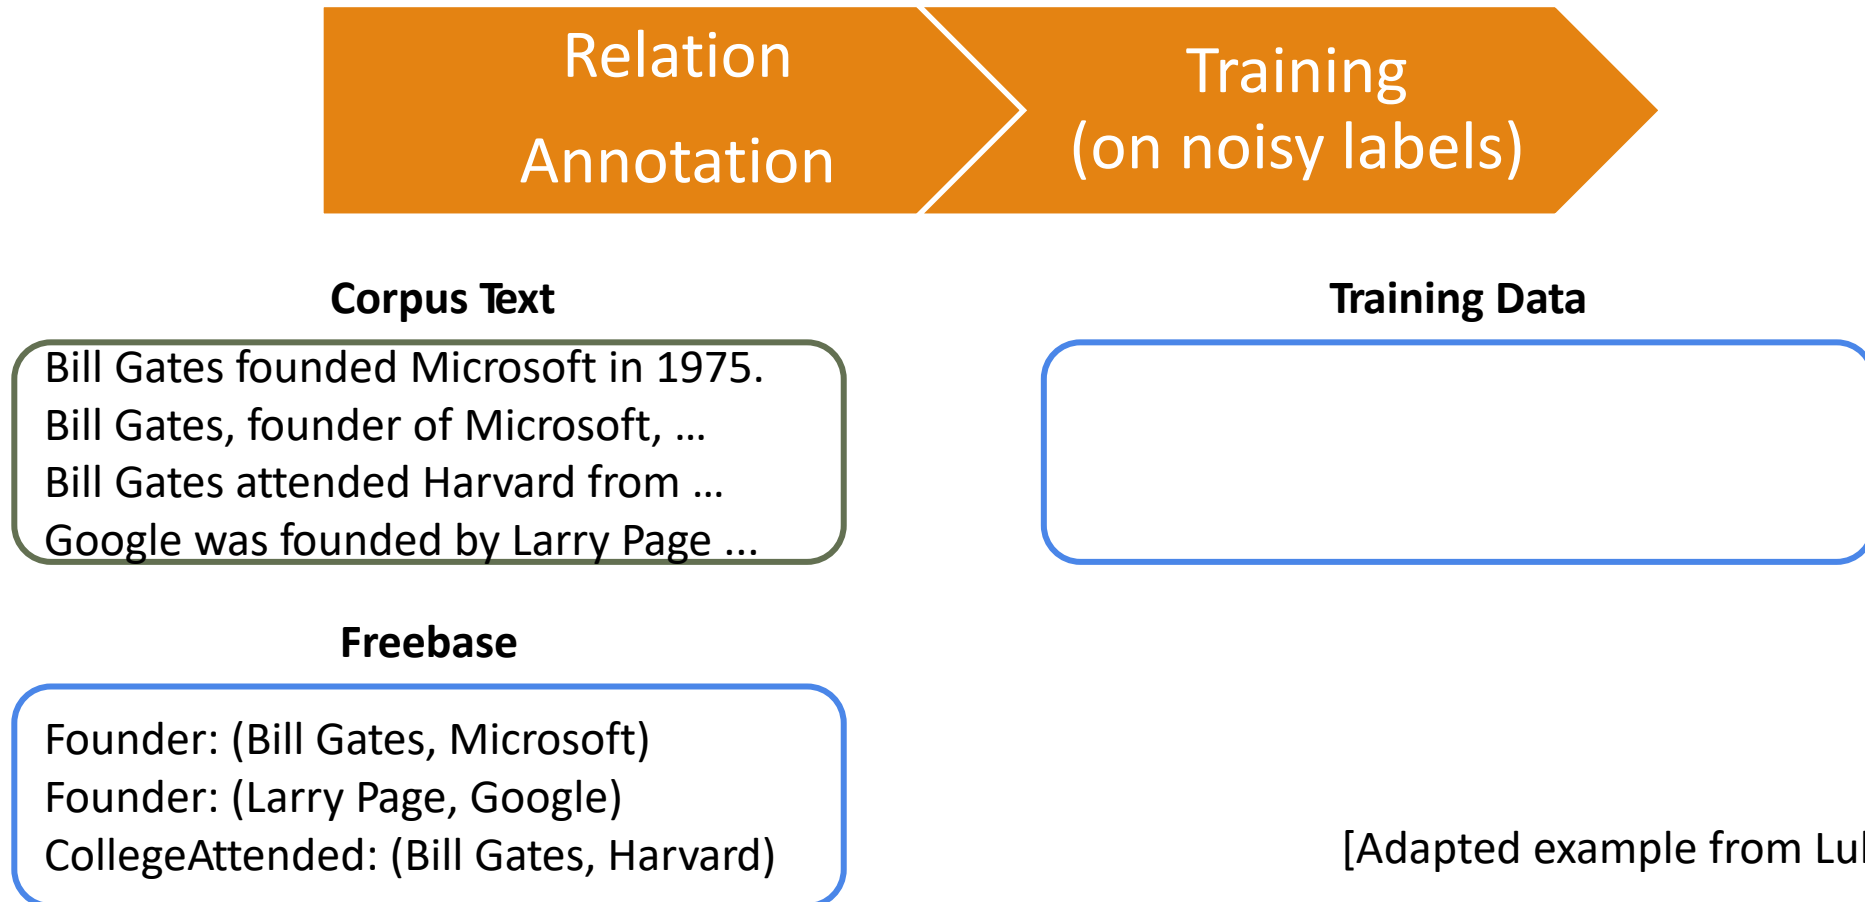 Relation
Annotation
Training
(on noisy labels)
Corpus Text
Bill Gates founded Microsoft in 1975.
Bill Gates, founder of Microsoft, …
Bill Gates attended Harvard from …
Google was founded by Larry Page ...
Training Data
Freebase
Founder: (Bill Gates, Microsoft)
Founder: (Larry Page, Google)
CollegeAttended: (Bill Gates, Harvard)
[Adapted example from